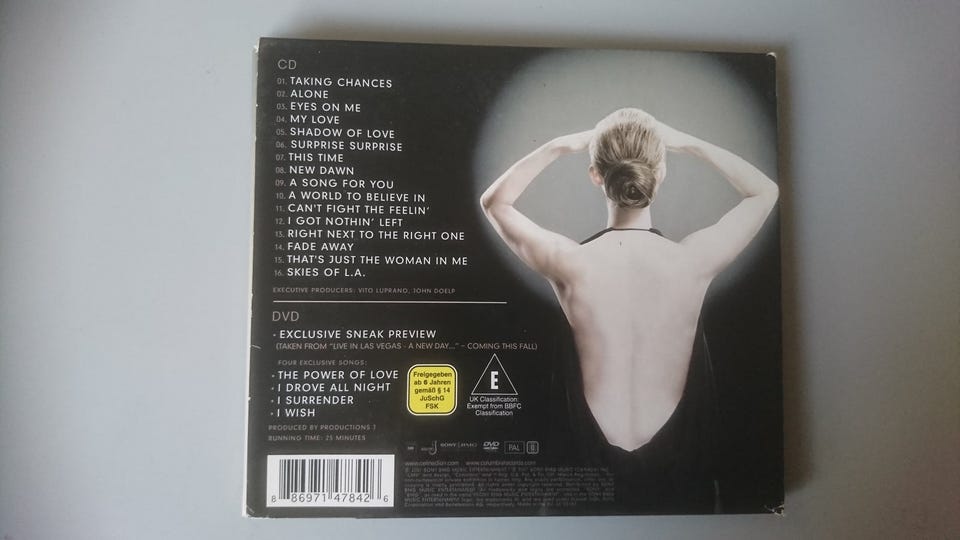 CD
01. TAKING CHANCES
02. ALONE
03. EYES ON ME
04. MY LOVE
05. SHADOW OF LOVE
06. SURPRISE SURPRISE
07. THIS TIME
08. NEW DAWN
09. A SONG FOR YOU
10. A WORLD TO BELIEVE IN
11. CAN'T FIGHT THE FEELIN'
12. I GOT NOTHIN' LEFT
13. RIGHT NEXT TO THE RIGHT ONE
14. FADE AWAY
15. THAT'S JUST THE WOMAN IN ME
16. SKIES OF L.A.
EXECUTIVE PRODUCERS: VITO LUPRANO, JOHN DOELP
DVD
• EXCLUSIVE SNEAK PREVIEW
(TAKEN FROM "LIVE IN LAS VEGAS - A NEW DAY..." – COMING THIS FALL)
FOUR EXCLUSIVE SONGS:
• THE POWER OF LOVE
• I DROVE ALL NIGHT
• I SURRENDER
• I WISH
PRODUCED BY PRODUCTIONS J
RUNNING TIME: 25 MINUTES
Freigegeben
ab 6 Jahren
gemäß § 14
JuSchG
FSK
E
UK Classification:
Exempt from BBFC
Classification
SONY BMG DVD PAL 0
www.celinedion.com www.columbiarecords.com
8 86971 47842 6